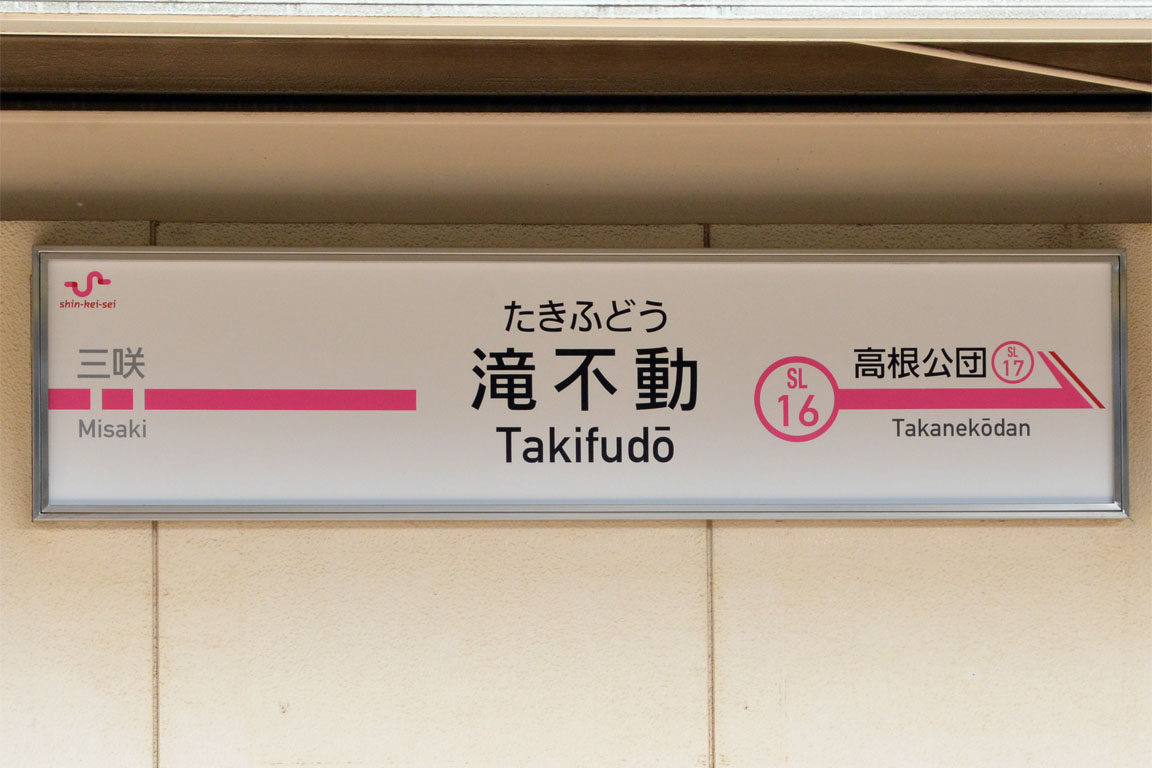 shin-kei-sei
三咲
Misaki
たきふどう
滝不動
Takifudō
SL
16
高根公団
SL
17
Takanekōdan